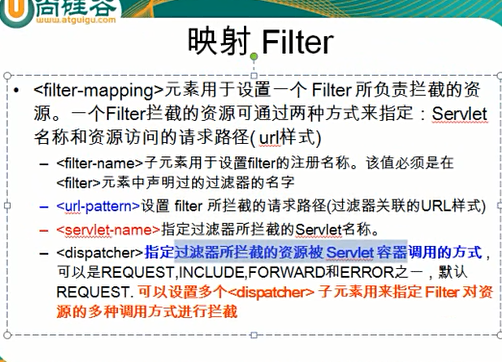 尚硅谷
www.atguigu.com
映射 Filter
• <filter-mapping>元素用于设置一个 Filter 所负责拦截的资
源。一个Filter拦截的资源可通过两种方式来指定：Servlet
名称和资源访问的请求路径( url样式)
– <filter-name>子元素用于设置filter的注册名称。该值必须是在
<filter>元素中声明过的过滤器的名字
– <url-pattern>设置 filter 所拦截的请求路径(过滤器关联的URL样式)
– <servlet-name>指定过滤器所拦截的Servlet名称。
– <dispatcher>指定过滤器所拦截的资源被 Servlet 容器调用的方式，
可以是REQUEST,INCLUDE,FORWARD和ERROR之一，默认
REQUEST. 可以设置多个<dispatcher> 子元素用来指定 Filter 对资
源的多种调用方式进行拦截